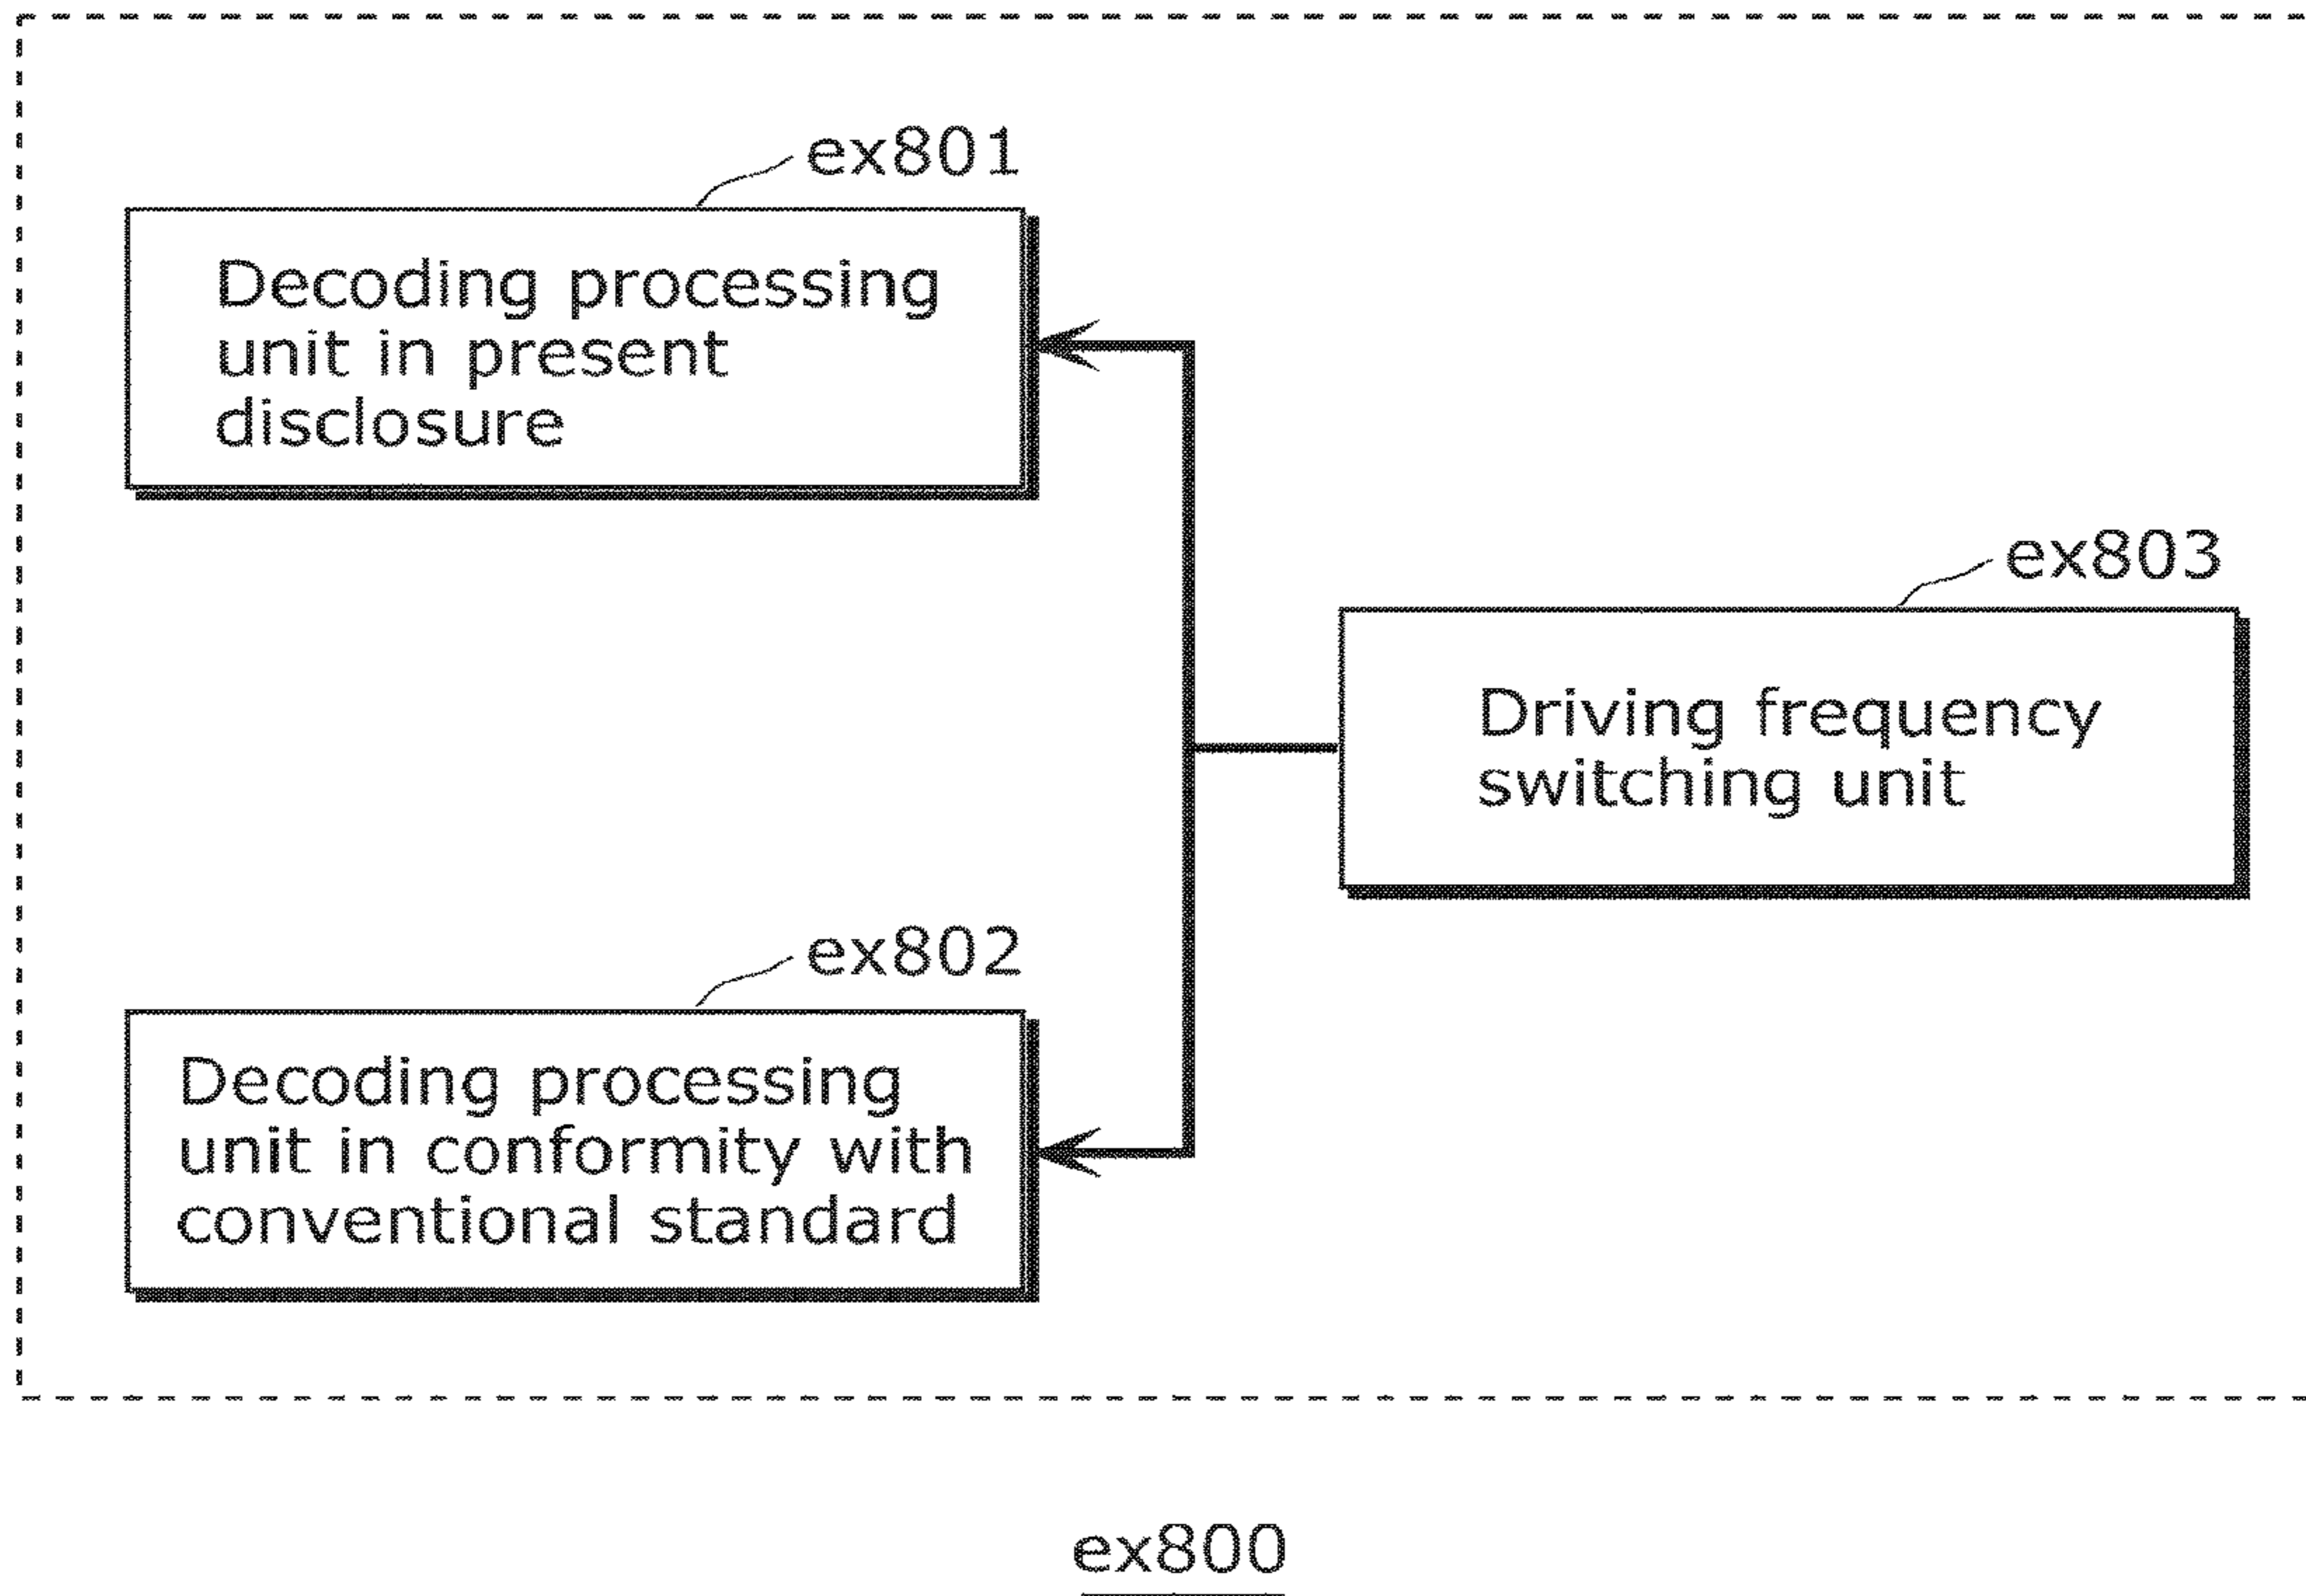 ex801
Decoding processing
unit in present
disclosure
ex803
Driving frequency
switching unit
ex802
Decoding processing
unit in conformity with
conventional standard
ex800